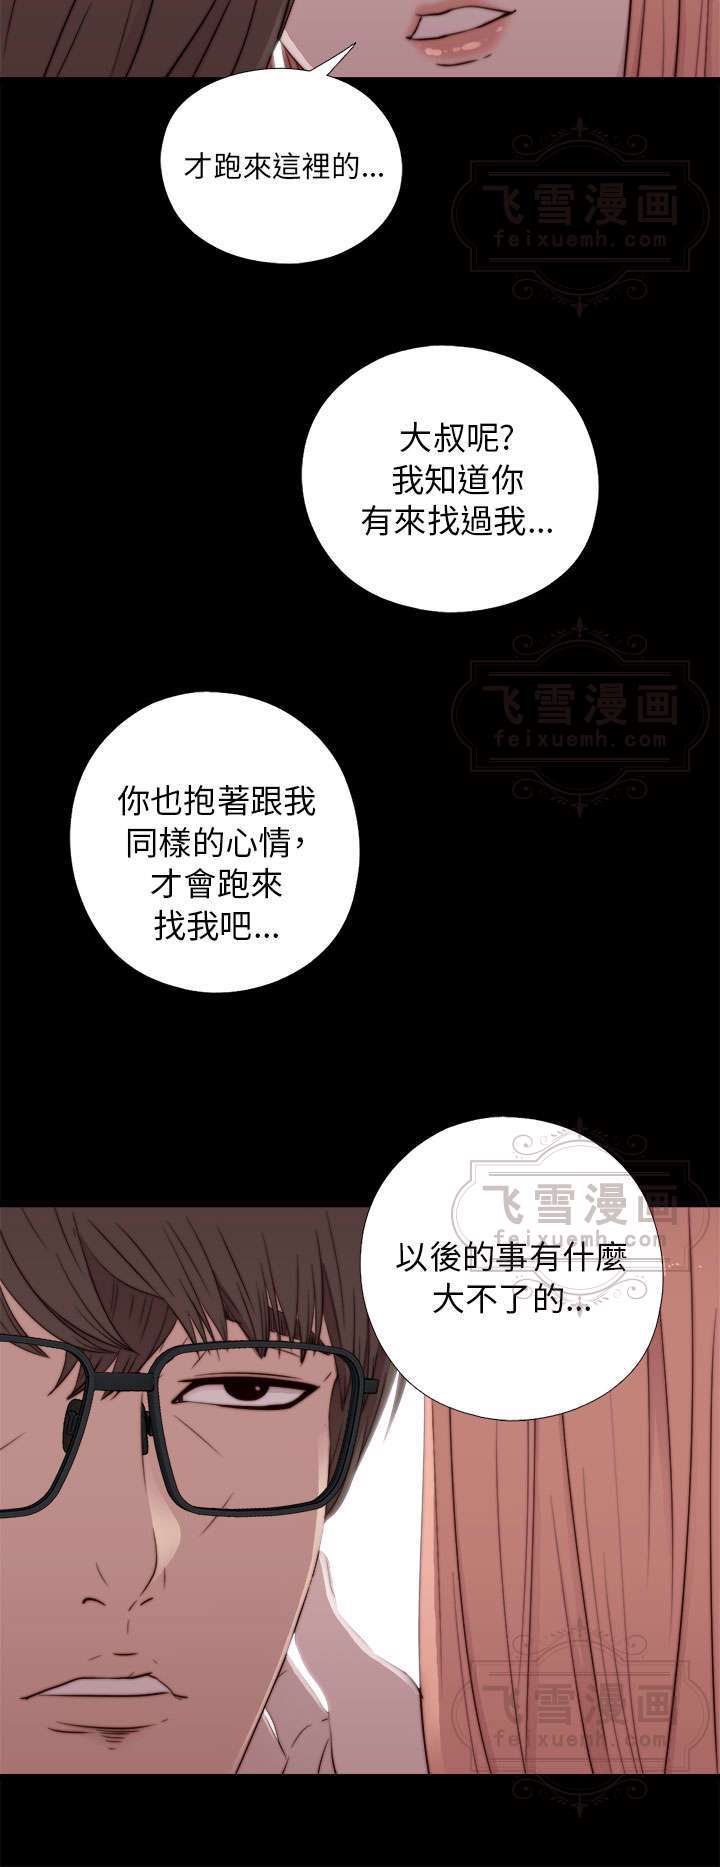 才跑來這裡的...
飞雪漫画
feixuemh.com
大叔呢?
我知道你
有來找過我...
飞雪漫画
feixuemh.com
你也抱著跟我
同樣的心情，
才會跑來
找我吧...
飞雪漫画
feixuemh.com
以後的事有什麼
大不了的...
飞雪漫画
feixuemh.com